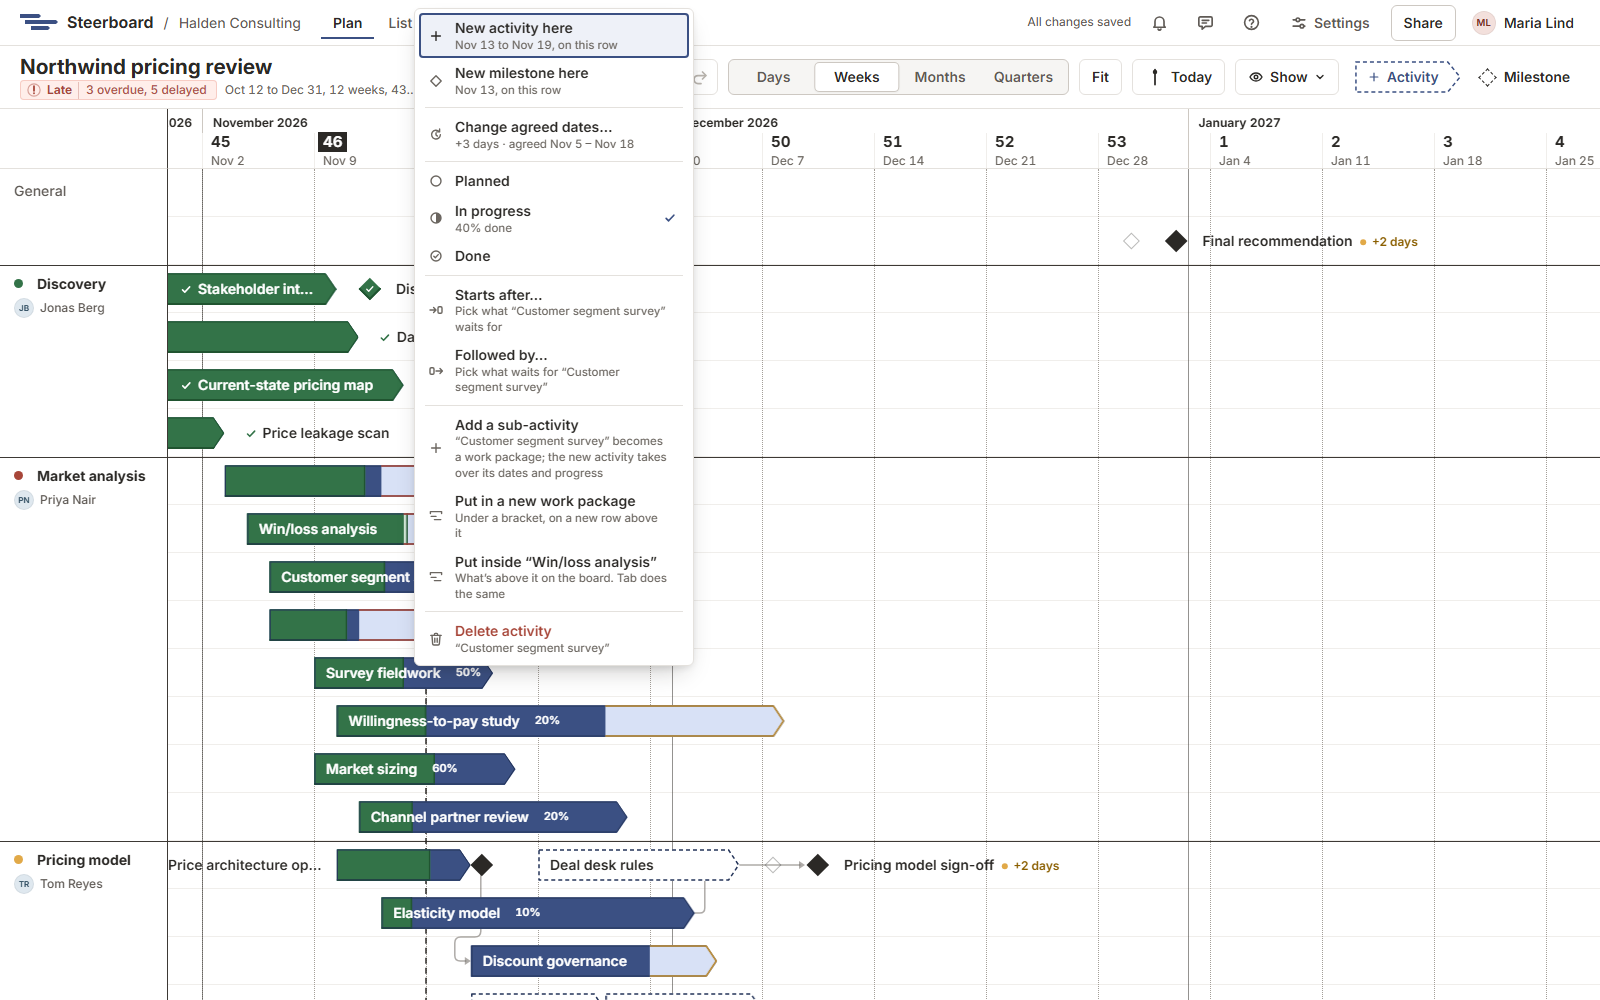 Steerboard / Halden Consulting Plan List
All changes saved Settings Share ML Maria Lind
Northwind pricing review
Late 3 overdue, 5 delayed Oct 12 to Dec 31, 12 weeks, 43...
Days Weeks Months Quarters Fit Today Show + Activity Milestone
026 November 2026 ecember 2026 January 2027
45 46 50 51 52 53 1 2 3 4
Nov 2 Nov 9 0 Dec 7 Dec 14 Dec 21 Dec 28 Jan 4 Jan 11 Jan 18 Jan 25
New activity here
Nov 13 to Nov 19, on this row
New milestone here
Nov 13, on this row
Change agreed dates...
+3 days · agreed Nov 5 – Nov 18
Planned
In progress
40% done
Done
Starts after...
Pick what “Customer segment survey”
waits for
Followed by...
Pick what waits for “Customer
segment survey”
Add a sub-activity
“Customer segment survey” becomes
a work package; the new activity takes
over its dates and progress
Put in a new work package
Under a bracket, on a new row above
it
Put inside “Win/loss analysis”
What’s above it on the board. Tab does
the same
Delete activity
“Customer segment survey”
General
Final recommendation +2 days
Discovery
JB Jonas Berg
Stakeholder int... Dis
Da
Current-state pricing map
Price leakage scan
Market analysis
PN Priya Nair
Win/loss analysis
Customer segment
Survey fieldwork 50%
Willingness-to-pay study 20%
Market sizing 60%
Channel partner review 20%
Pricing model
TR Tom Reyes
Price architecture op... Deal desk rules Pricing model sign-off +2 days
Elasticity model 10%
Discount governance